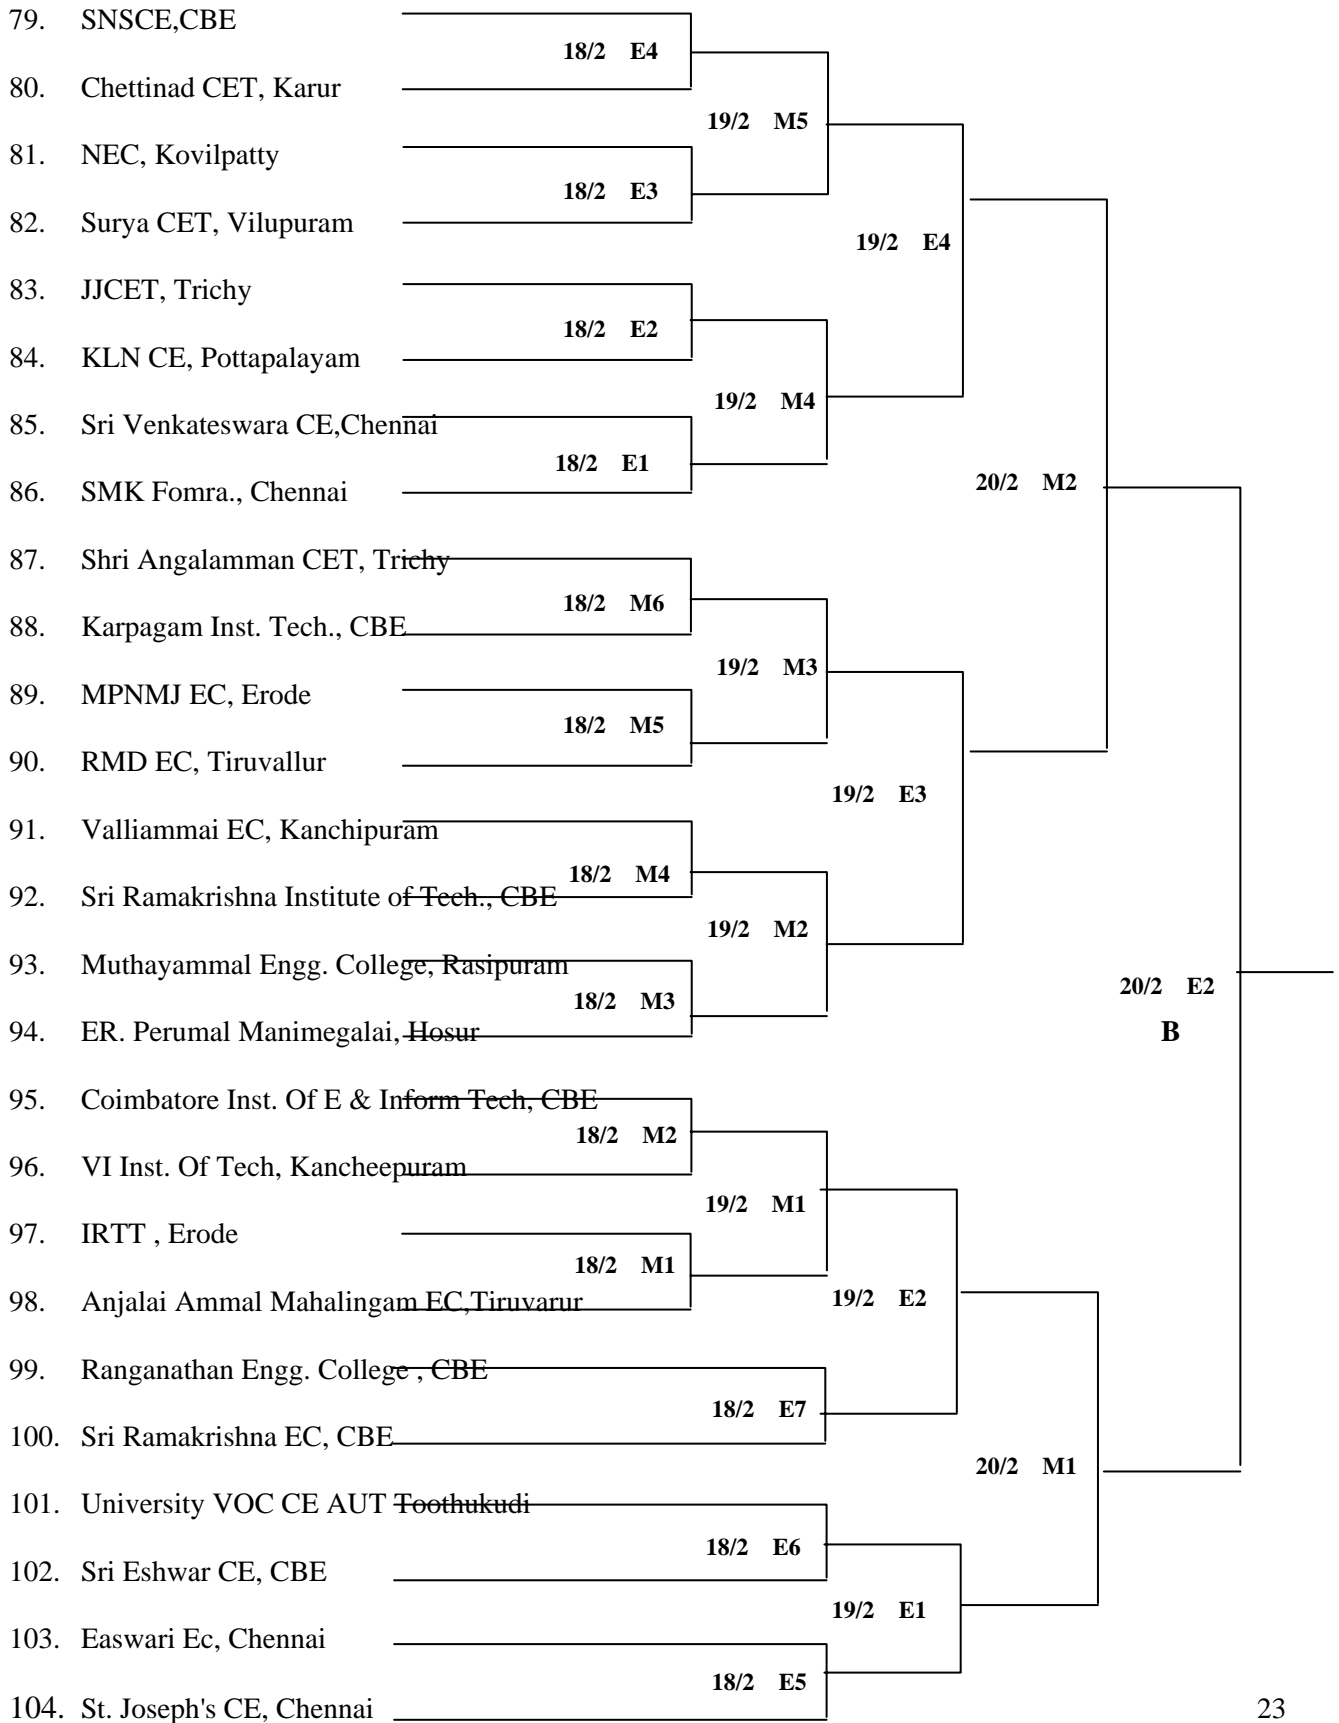 79. SNSCE,CBE
18/2 E4
80. Chettinad CET, Karur
19/2 M5
81. NEC, Kovilpatty
18/2 E3
82. Surya CET, Vilupuram
19/2 E4
83. JJCET, Trichy
18/2 E2
84. KLN CE, Pottapalayam
19/2 M4
85. Sri Venkateswara CE,Chennai
18/2 E1
20/2 M2
86. SMK Fomra., Chennai
87. Shri Angalamman CET, Trichy
18/2 M6
88. Karpagam Inst. Tech., CBE
19/2 M3
89. MPNMJ EC, Erode
18/2 M5
90. RMD EC, Tiruvallur
19/2 E3
91. Valliammai EC, Kanchipuram
18/2 M4
92. Sri Ramakrishna Institute of Tech., CBE
19/2 M2
93. Muthayammal Engg. College, Rasipuram
20/2 E2
18/2 M3
94. ER. Perumal Manimegalai, Hosur
B
95. Coimbatore Inst. Of E & Inform Tech, CBE
18/2 M2
96. VI Inst. Of Tech, Kancheepuram
19/2 M1
97. IRTT , Erode
18/2 M1
98. Anjalai Ammal Mahalingam EC,Tiruvarur
19/2 E2
99. Ranganathan Engg. College , CBE
18/2 E7
100. Sri Ramakrishna EC, CBE
20/2 M1
101. University VOC CE AUT Toothukudi
18/2 E6
102. Sri Eshwar CE, CBE
19/2 E1
103. Easwari Ec, Chennai
18/2 E5
104. St. Joseph's CE, Chennai
23